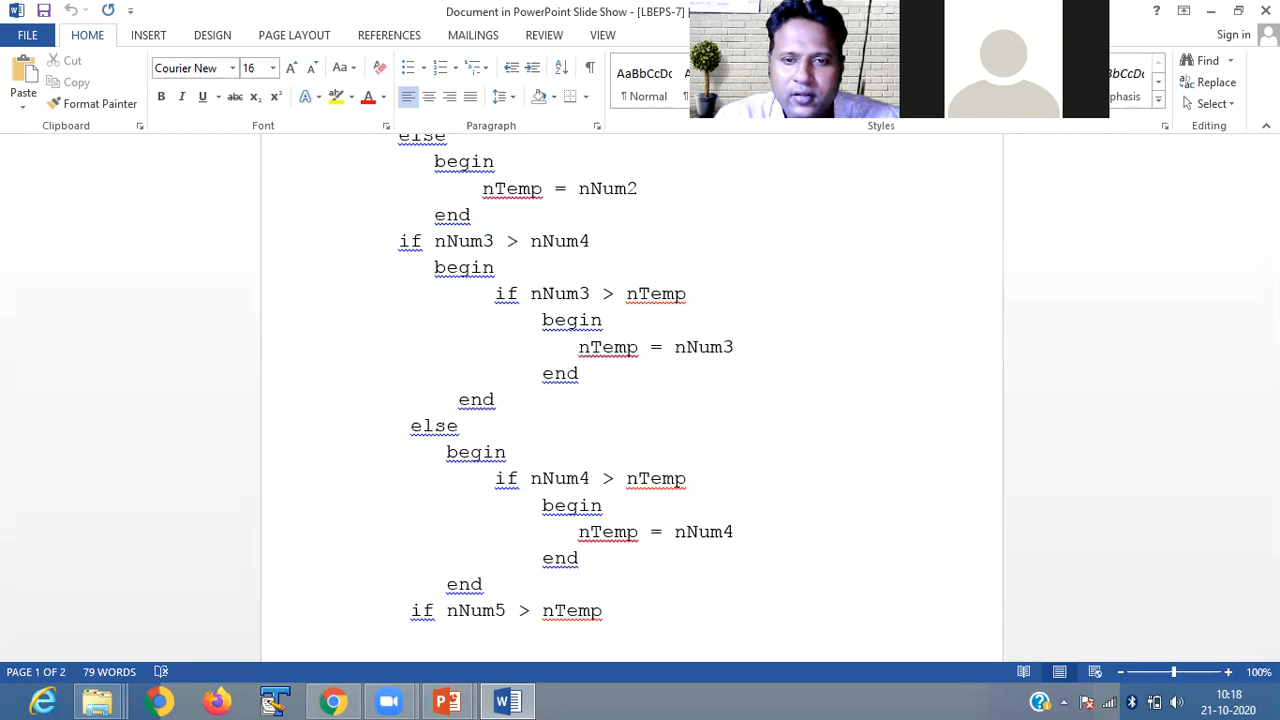 Document in PowerPoint Slide Show - [LBEPS-7]
FILE HOME INSERT DESIGN PAGE LAYOUT REFERENCES MAILINGS REVIEW VIEW Sign in
Cut
Copy
Paste
Format Painter
Clipboard
Courier New 16
Font
Paragraph
AaBbCcDc
¶ Normal
Styles
Find
Replace
Select
Editing
else
begin
nTemp = nNum2
end
if nNum3 > nNum4
begin
if nNum3 > nTemp
begin
nTemp = nNum3
end
end
else
begin
if nNum4 > nTemp
begin
nTemp = nNum4
end
end
if nNum5 > nTemp
PAGE 1 OF 2 79 WORDS 100%
10:18
21-10-2020